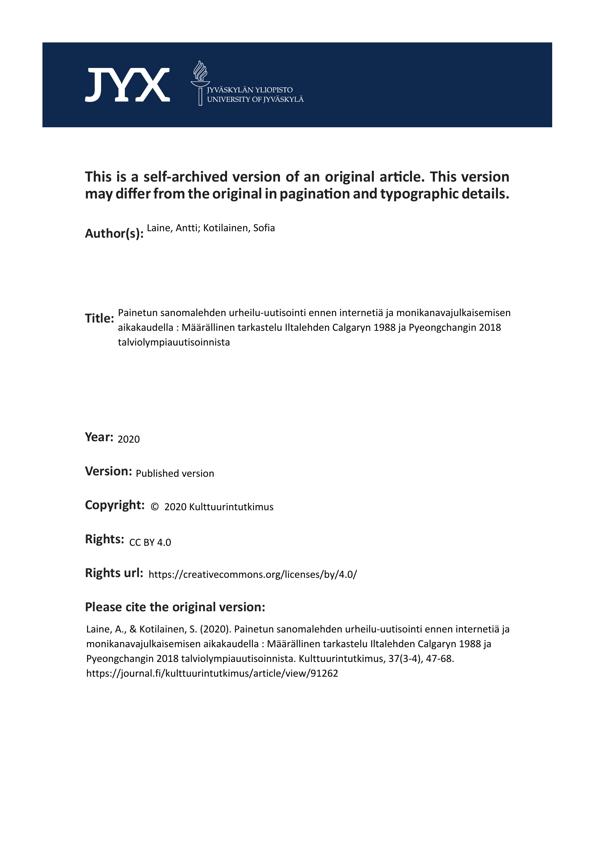 JYX
JYVÄSKYLÄN YLIOPISTO
UNIVERSITY OF JYVÄSKYLÄ
This is a self-archived version of an original article. This version
may differ from the original in pagination and typographic details.
Author(s): Laine, Antti; Kotilainen, Sofia
Title: Painetun sanomalehden urheilu-uutisointi ennen internetiä ja monikanavajulkaisemisen
aikakaudella : Määrällinen tarkastelu Iltalehden Calgaryn 1988 ja Pyeongchangin 2018
talviolympiauutisoinnista
Year: 2020
Version: Published version
Copyright: © 2020 Kulttuurintutkimus
Rights: CC BY 4.0
Rights url: https://creativecommons.org/licenses/by/4.0/
Please cite the original version:
Laine, A., & Kotilainen, S. (2020). Painetun sanomalehden urheilu-uutisointi ennen internetiä ja
monikanavajulkaisemisen aikakaudella : Määrällinen tarkastelu Iltalehden Calgaryn 1988 ja
Pyeongchangin 2018 talviolympiauutisoinnista. Kulttuurintutkimus, 37(3-4), 47-68.
https://journal.fi/kulttuurintutkimus/article/view/91262